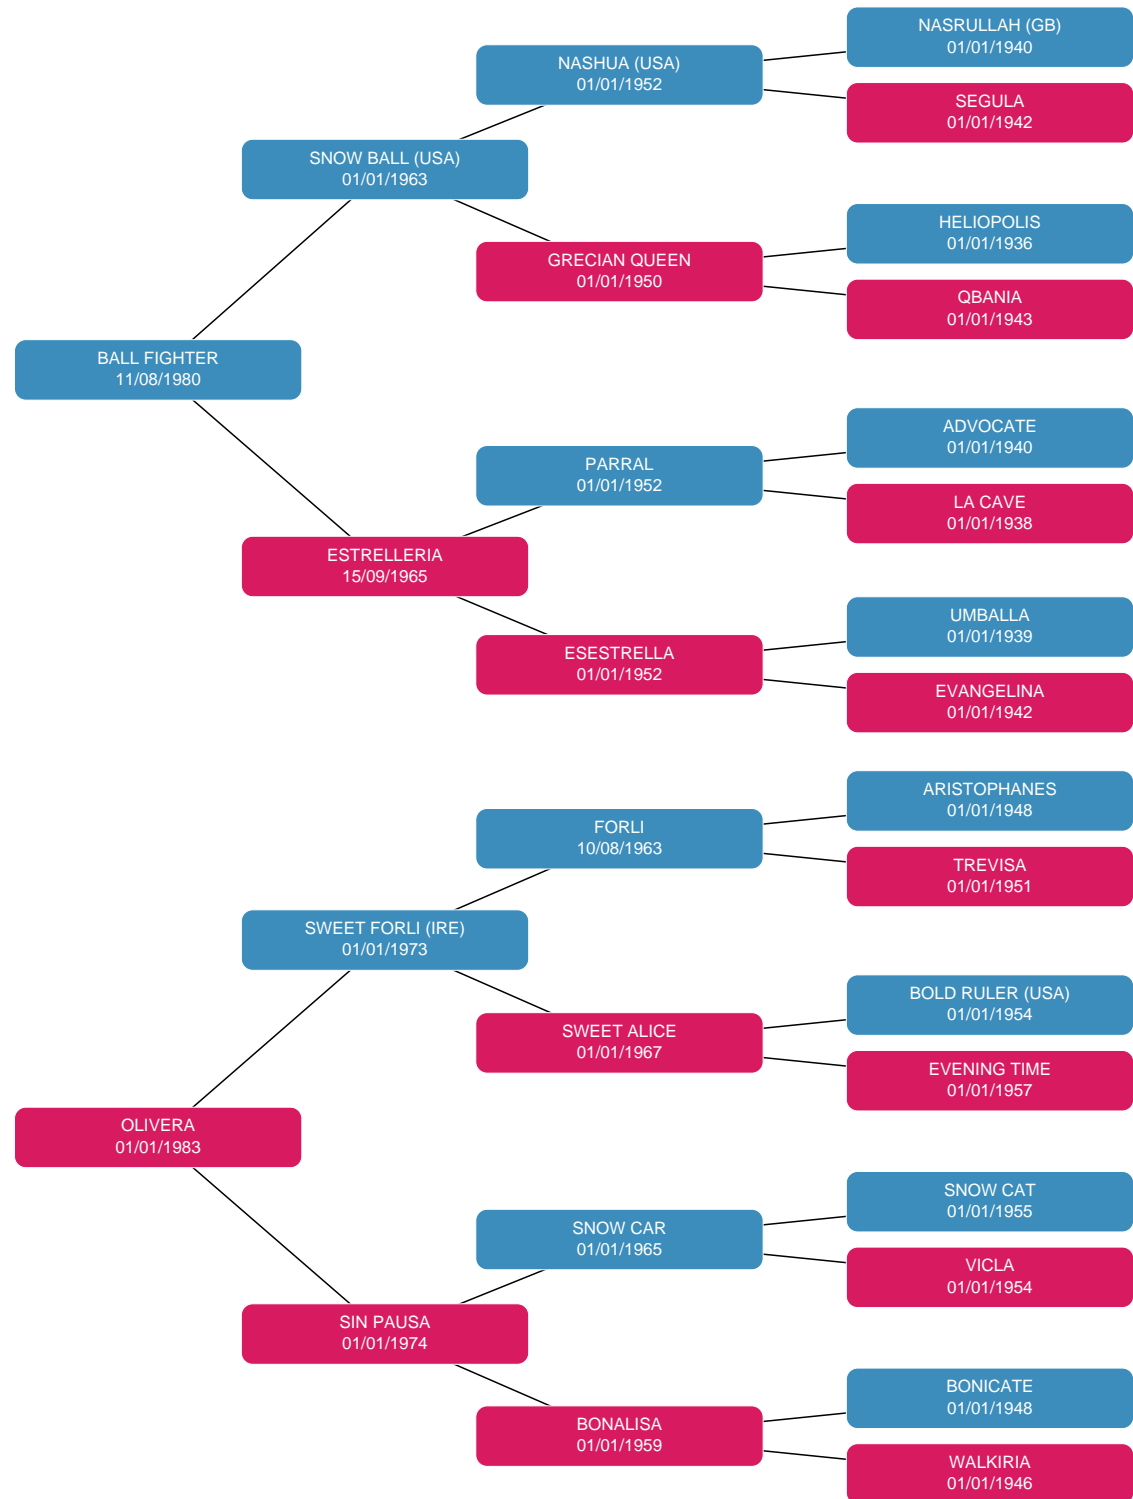 NASRULLAH (GB)
01/01/1940
NASHUA (USA)
01/01/1952
SEGULA
01/01/1942
SNOW BALL (USA)
01/01/1963
HELIOPOLIS
01/01/1936
GRECIAN QUEEN
01/01/1950
QBANIA
01/01/1943
BALL FIGHTER
11/08/1980
ADVOCATE
01/01/1940
PARRAL
01/01/1952
LA CAVE
01/01/1938
ESTRELLERIA
15/09/1965
UMBALLA
01/01/1939
ESESTRELLA
01/01/1952
EVANGELINA
01/01/1942
ARISTOPHANES
01/01/1948
FORLI
10/08/1963
TREVISA
01/01/1951
SWEET FORLI (IRE)
01/01/1973
BOLD RULER (USA)
01/01/1954
SWEET ALICE
01/01/1967
EVENING TIME
01/01/1957
OLIVERA
01/01/1983
SNOW CAT
01/01/1955
SNOW CAR
01/01/1965
VICLA
01/01/1954
SIN PAUSA
01/01/1974
BONICATE
01/01/1948
BONALISA
01/01/1959
WALKIRIA
01/01/1946